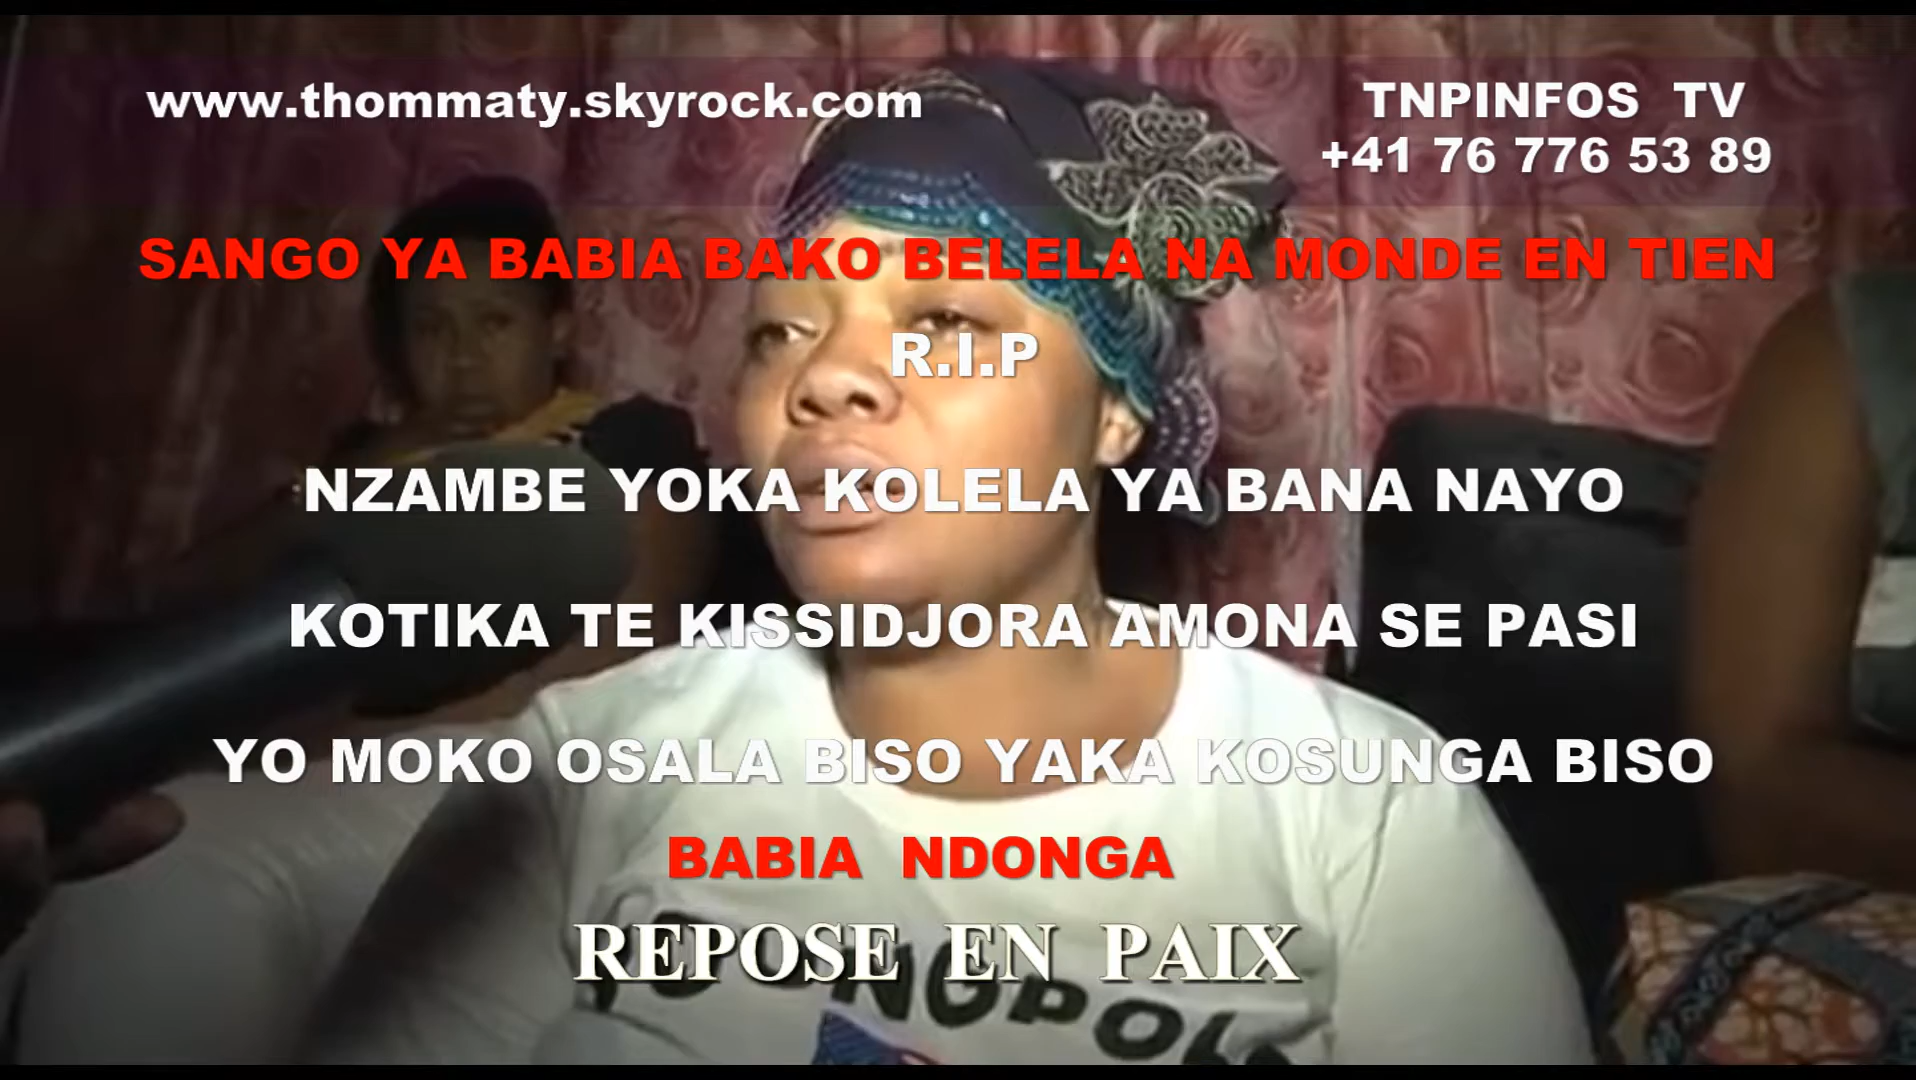 www.thommaty.skyrock.com
TNPINFOS TV
+41 76 776 53 89
SANGO YA BABIA BAKO BELELA NA MONDE EN TIEN
R.I.P
NZAMBE YOKA KOLELA YA BANA NAYO
KOTIKA TE KISSIDJORA AMONA SE PASI
YO MOKO OSALA BISO YAKA KOSUNGA BISO
BABIA NDONGA
REPOSE EN PAIX